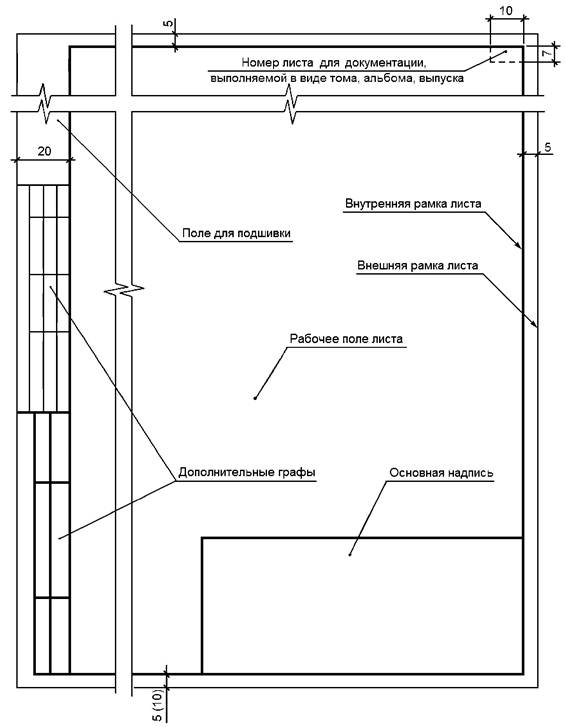 5
10
Номер листа для документации,
выполняемой в виде тома, альбома, выпуска
7
20
5
Внутренняя рамка листа
Поле для подшивки
Внешняя рамка листа
Рабочее поле листа
Дополнительные графы
Основная надпись
5 (10)